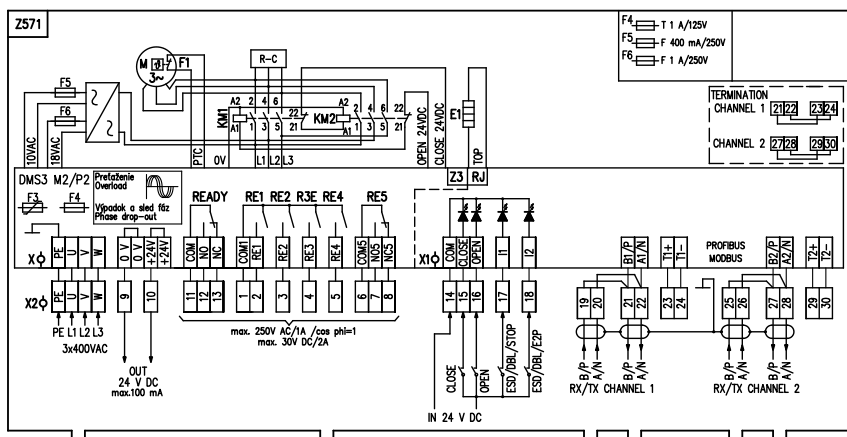 Z571
F4 T 1 A/125V
F5 F 400 mA/250V
F6 F 1 A/250V
TERMINATION
CHANNEL 1 21 22 23 24
CHANNEL 2 27 28 29 30
M 3~ F1
R-C
F5
F6
KM1 A2 A1 2 4 6 1 3 5 22 21
KM2 A2 A1 2 4 6 1 3 5 22 21
E1
10VAC
18VAC
PTC
0V
L1 L2 L3
OPEN 24VDC
CLOSE 24VDC
TOP
Z3 RJ
DMS3 M2/P2
F3 F4
Preťaženie
Overload
Výpadok a sled fáz
Phase drop-out
READY RE1 RE2 R3E RE4 RE5
X PE U V W 0 V 0 V +24V +24V
COM NO NC
COM1 RE1 RE2 RE3 RE4
COM5 NO5 NC5
X1 COM CLOSE OPEN I1 I2
B1/P A1/N T1+ T1-
PROFIBUS
MODBUS
B2/P A2/N T2+ T2-
X2 PE U V W 9 10 11 12 13 1 2 3 4 5 6 7 8 14 15 16 17 18 19 20 21 22 23 24 25 26 27 28 29 30
PE L1 L2 L3
3x400VAC
max. 250V AC/1A /cos phi=1
max. 30V DC/2A
OUT
24 V DC
max.100 mA
CLOSE
OPEN
ESD/DBL/STOP
ESD/DBL/E2P
IN 24 V DC
B/P A/N B/P A/N
RX/TX CHANNEL 1
B/P A/N B/P A/N
RX/TX CHANNEL 2